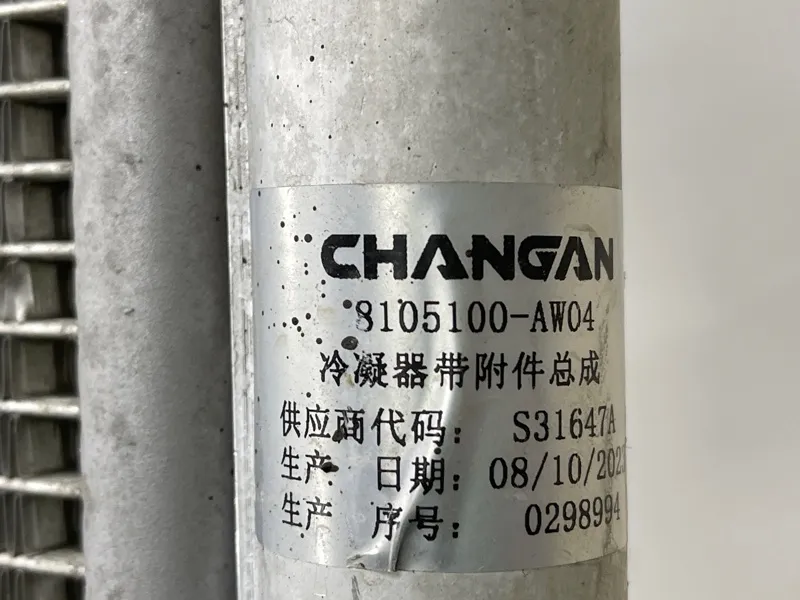 CHANGAN
8105100-AW04
冷凝器带附件总成
供应商代码: S31647A
生产 日期: 08/10/202
生产 序号: 0298994